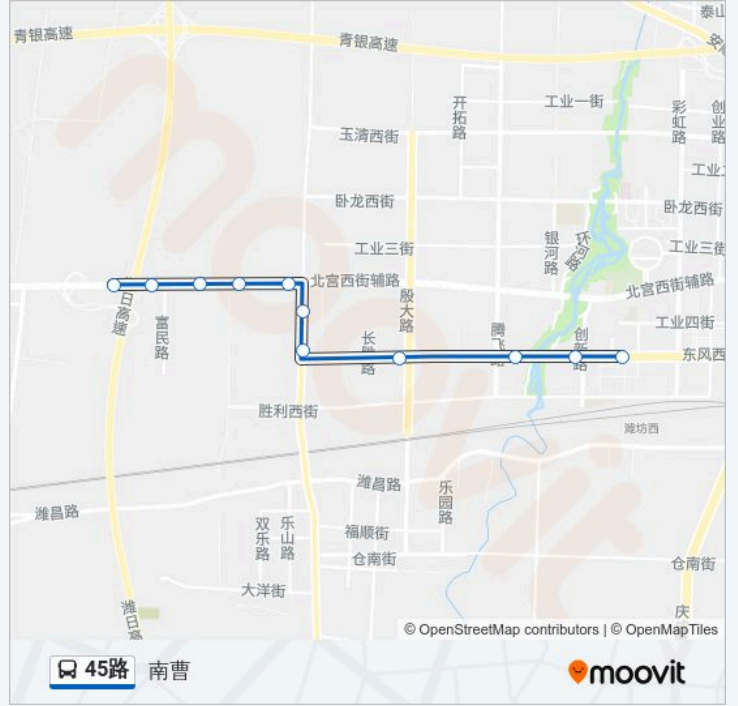 泰山
青银高速
青银高速
开拓路
工业一街
彩虹路
创业路
玉清西街
工业
卧龙西街
卧龙西街
银河路
环河路
工业三街
工业三街
北宫西街辅路
北宫西街辅路
日高速
殷大路
富民路
工业四街
腾飞
创新路
东风西
胜利西街
潍坊西
潍昌路
潍昌路
乐园路
双乐路
乐山路
福顺街
仓南街
仓南街
大洋街
潍日高
庆
moovit
© OpenStreetMap contributors | © OpenMapTiles
45路 南曹
moovit